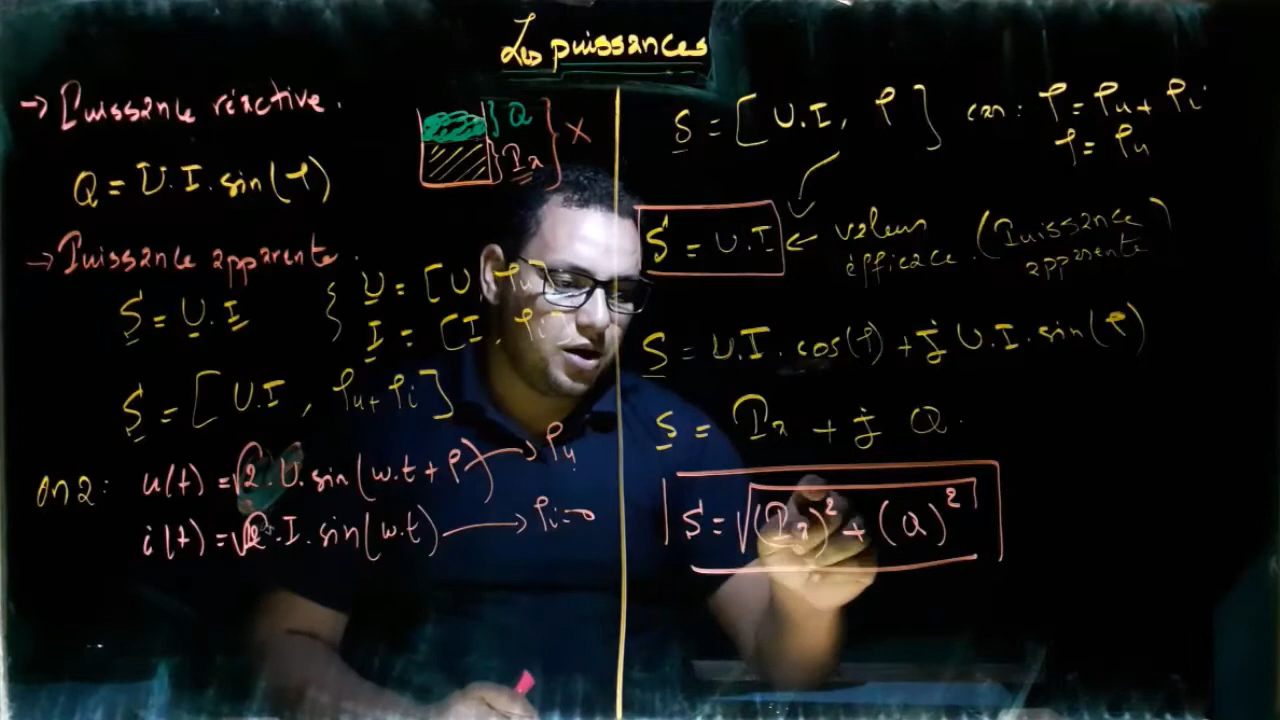 Les puissances
→ Puissance réactive.
Q = U.I.sin(φ)
→ Puissance apparente.
S = U.I { U = [U, φu]
I = [I, φi
S = [U.I, φu+φi]
on a: u(t) = √2.U.sin(w.t+φ) → φu
i(t) = √2.I.sin(w.t) → φi=0
} Q
} Pa } X
S = [U.I, φ] car: φ = φu + φi
φ = φu
S = U.I ← valeur efficace. (Puissance apparente)
S = U.I.cos(φ) + j U.I.sin(φ)
S = Pa + j Q.
S = √(Pa)² + (Q)²